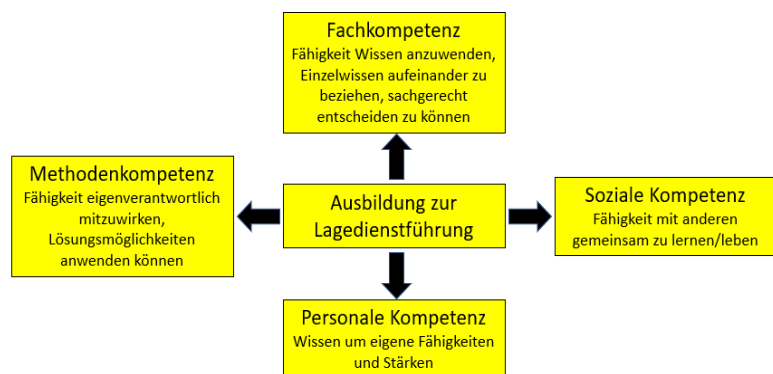 Fachkompetenz
Fähigkeit Wissen anzuwenden,
Einzelwissen aufeinander zu
beziehen, sachgerecht
entscheiden zu können
Methodenkompetenz
Fähigkeit eigenverantwortlich
mitzuwirken,
Lösungsmöglichkeiten
anwenden können
Ausbildung zur
Lagedienstführung
Soziale Kompetenz
Fähigkeit mit anderen
gemeinsam zu lernen/leben
Personale Kompetenz
Wissen um eigene Fähigkeiten
und Stärken